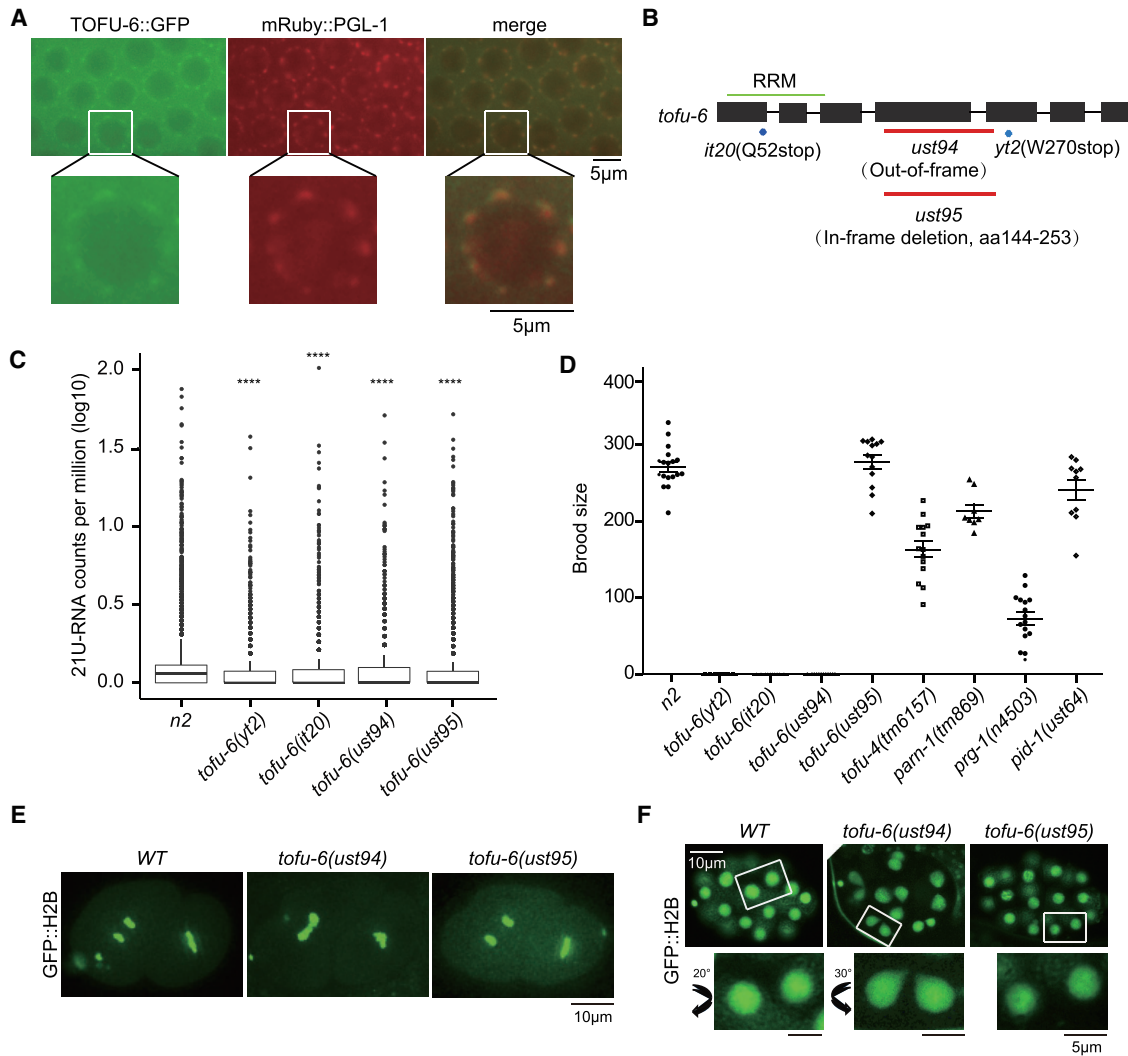 A
TOFU-6::GFP
mRuby::PGL-1
merge
5µm
5µm
B
RRM
tofu-6
it20(Q52stop)
ust94
(Out-of-frame)
yt2(W270stop)
ust95
(In-frame deletion, aa144-253)
C
21U-RNA counts per million (log10)
2.0
1.5
1.0
0.5
0.0
****
****
****
****
n2
tofu-6(yt2)
tofu-6(it20)
tofu-6(ust94)
tofu-6(ust95)
D
Brood size
400
300
200
100
0
n2
tofu-6(yt2)
tofu-6(it20)
tofu-6(ust94)
tofu-6(ust95)
tofu-4(tm6157)
parn-1(tm869)
prg-1(n4503)
pid-1(ust64)
E
GFP::H2B
WT
tofu-6(ust94)
tofu-6(ust95)
10µm
F
GFP::H2B
WT
tofu-6(ust94)
tofu-6(ust95)
10µm
20°
30°
5µm